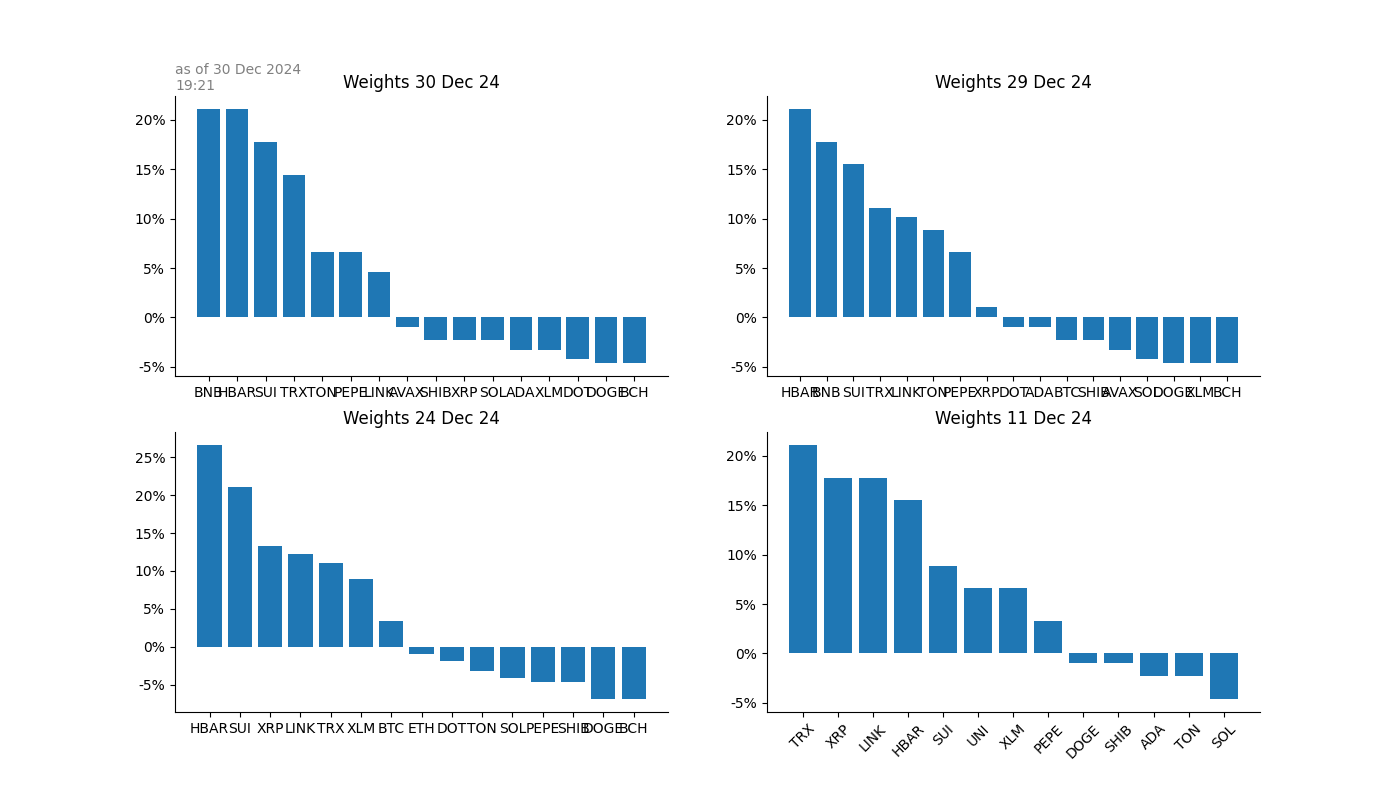 as of 30 Dec 2024
19:21
Weights 30 Dec 24
20%
15%
10%
5%
0%
-5%
BNB HBAR SUI TRX TON PEPE LINK AVAX SHIB XRP SOL ADA XLM DOT DOGE BCH
Weights 29 Dec 24
20%
15%
10%
5%
0%
-5%
HBAR BNB SUI TRX LINK TON PEPE XRP DOT ADA BTC SHIB AVAX SOL DOGE XLM BCH
Weights 24 Dec 24
25%
20%
15%
10%
5%
0%
-5%
HBAR SUI XRP LINK TRX XLM BTC ETH DOT TON SOL PEPE SHIB DOGE BCH
Weights 11 Dec 24
20%
15%
10%
5%
0%
-5%
TRX XRP LINK HBAR SUI UNI XLM PEPE DOGE SHIB ADA TON SOL